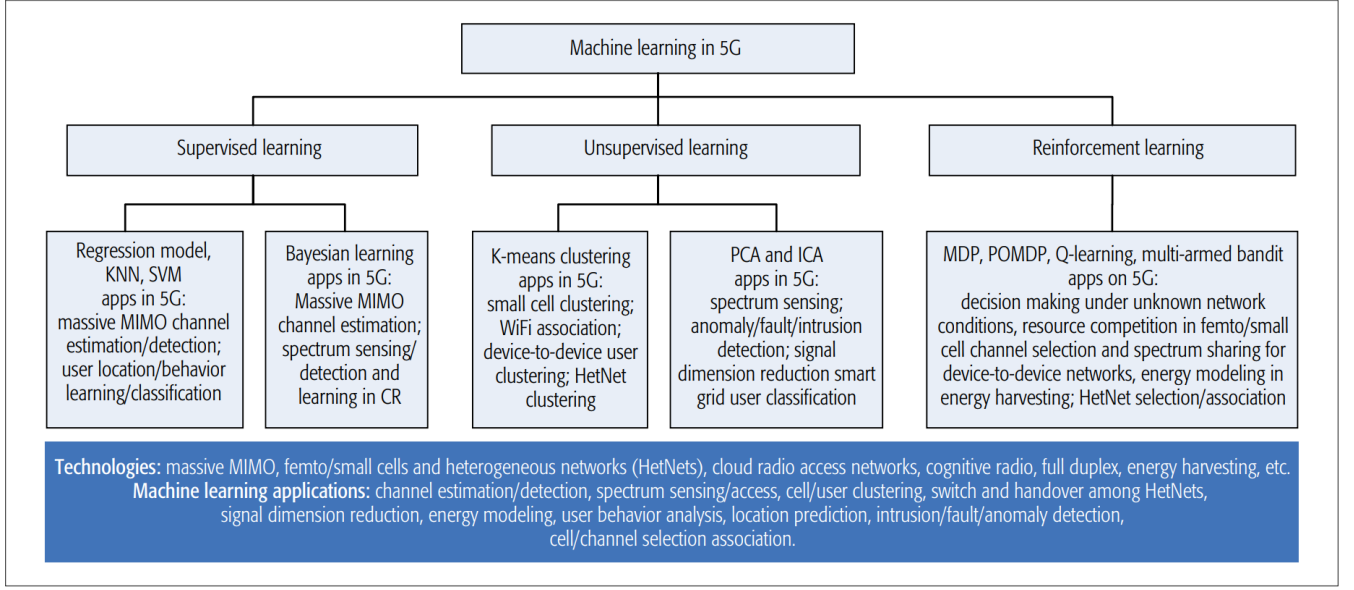 Machine learning in 5G
Supervised learning
Unsupervised learning
Reinforcement learning
Regression model,
KNN, SVM
apps in 5G:
massive MIMO channel
estimation/detection;
user location/behavior
learning/classification
Bayesian learning
apps in 5G:
Massive MIMO
channel estimation;
spectrum sensing/
detection and
learning in CR
K-means clustering
apps in 5G:
small cell clustering;
WiFi association;
device-to-device user
clustering; HetNet
clustering
PCA and ICA
apps in 5G:
spectrum sensing;
anomaly/fault/intrusion
detection; signal
dimension reduction smart
grid user classification
MDP, POMDP, Q-learning, multi-armed bandit
apps on 5G:
decision making under unknown network
conditions, resource competition in femto/small
cell channel selection and spectrum sharing for
device-to-device networks, energy modeling in
energy harvesting; HetNet selection/association
Technologies: massive MIMO, femto/small cells and heterogeneous networks (HetNets), cloud radio access networks, cognitive radio, full duplex, energy harvesting, etc.
Machine learning applications: channel estimation/detection, spectrum sensing/access, cell/user clustering, switch and handover among HetNets,
signal dimension reduction, energy modeling, user behavior analysis, location prediction, intrusion/fault/anomaly detection,
cell/channel selection association.